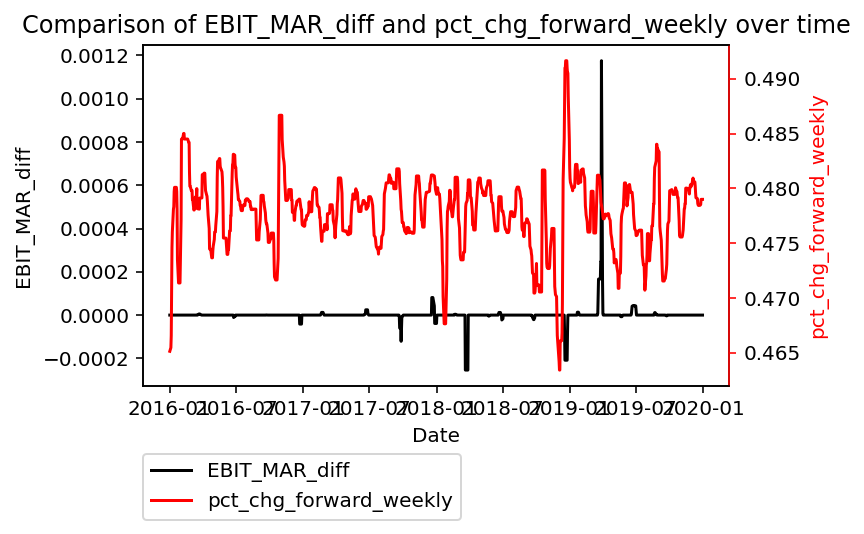 Comparison of EBIT_MAR_diff and pct_chg_forward_weekly over time
0.0012
0.0010
0.0008
0.0006
0.0004
0.0002
0.0000
−0.0002
EBIT_MAR_diff
0.490
0.485
0.480
0.475
0.470
0.465
pct_chg_forward_weekly
2016-01 2016-07 2017-01 2017-07 2018-01 2018-07 2019-01 2019-07 2020-01
Date
EBIT_MAR_diff
pct_chg_forward_weekly